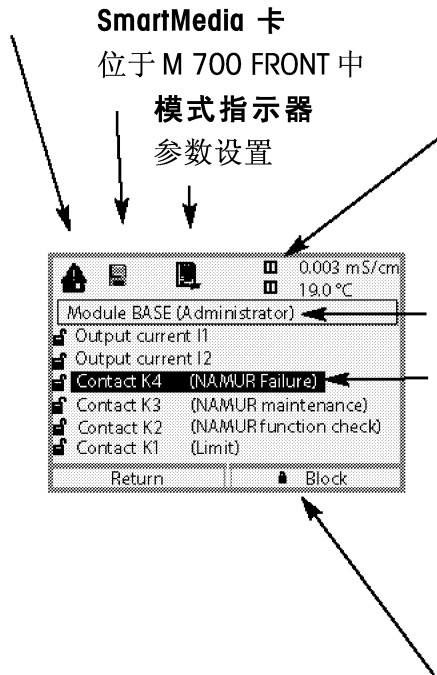 SmartMedia 卡
位于 M 700 FRONT 中
模式指示器
参数设置
0.003 mS/cm
19.0 °C
Module BASE (Administrator)
Output current I1
Output current I2
Contact K4 (NAMUR Failure)
Contact K3 (NAMUR maintenance)
Contact K2 (NAMUR function check)
Contact K1 (Limit)
Return Block